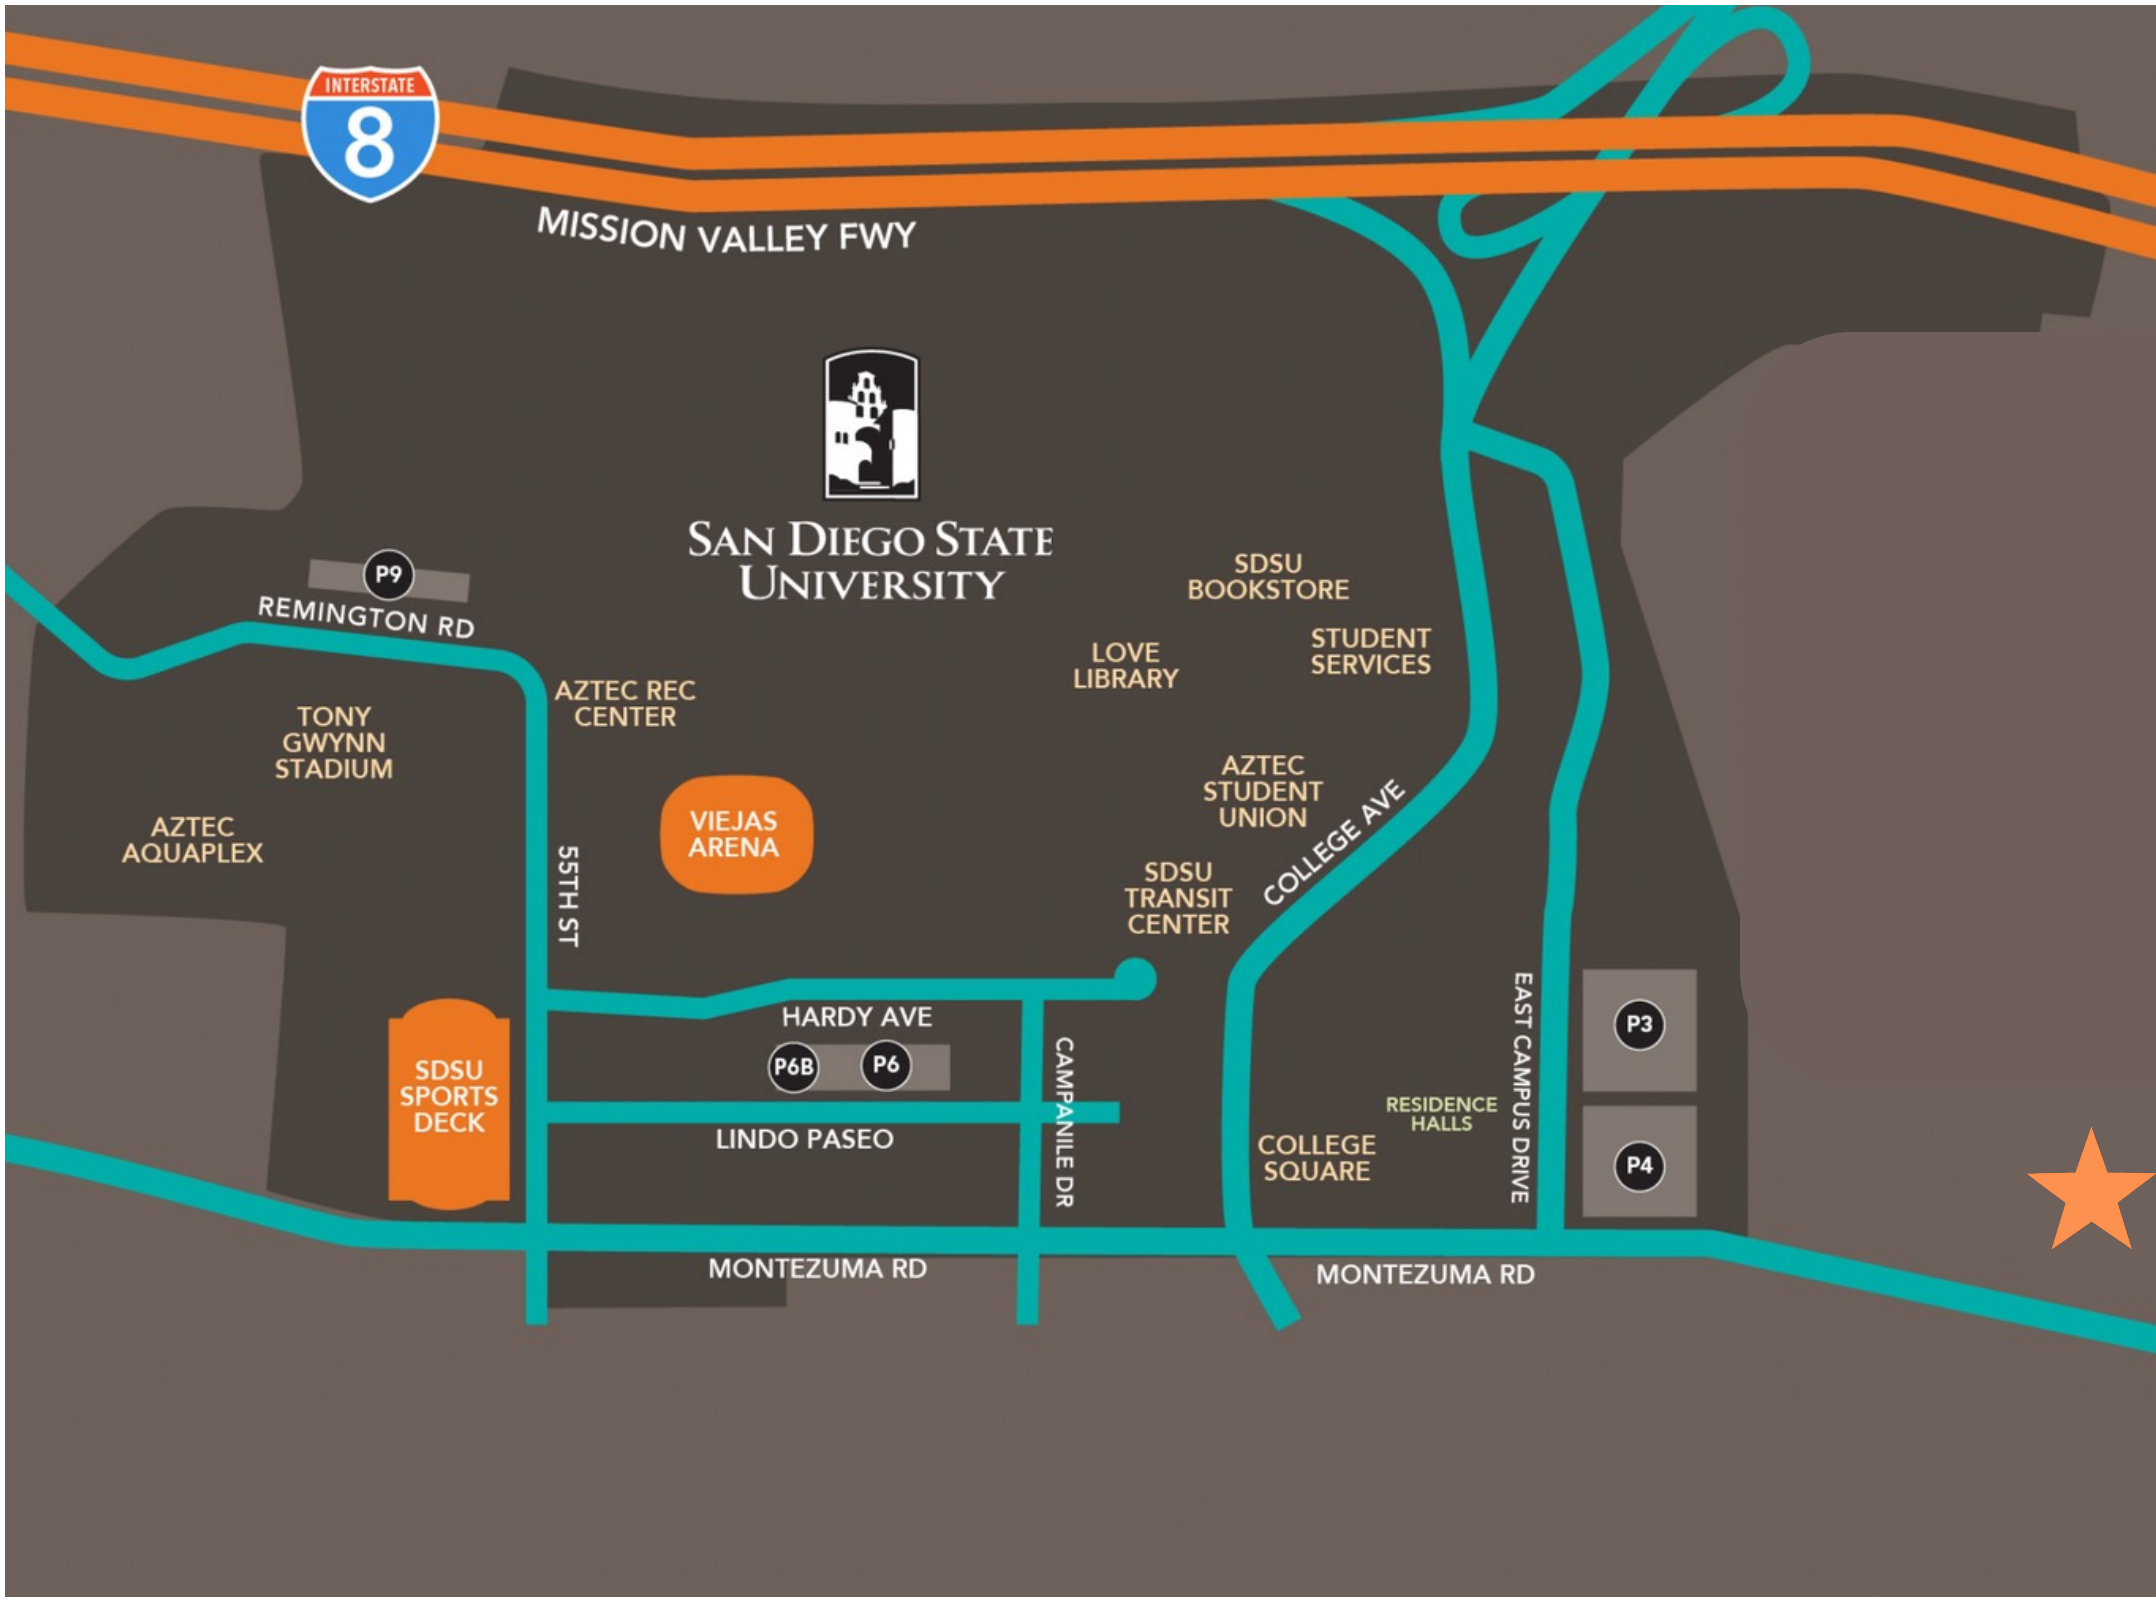 INTERSTATE
8
MISSION VALLEY FWY
SAN DIEGO STATE
UNIVERSITY
SDSU
BOOKSTORE
P9
REMINGTON RD
STUDENT
SERVICES
LOVE
LIBRARY
AZTEC REC
CENTER
TONY
GWYNN
STADIUM
AZTEC
STUDENT
UNION
COLLEGE AVE
VIEJAS
ARENA
AZTEC
AQUAPLEX
55TH ST
SDSU
TRANSIT
CENTER
HARDY AVE
P6B
P6
CAMPANILE DR
EAST CAMPUS DRIVE
P3
SDSU
SPORTS
DECK
RESIDENCE
HALLS
LINDO PASEO
COLLEGE
SQUARE
P4
MONTEZUMA RD
MONTEZUMA RD